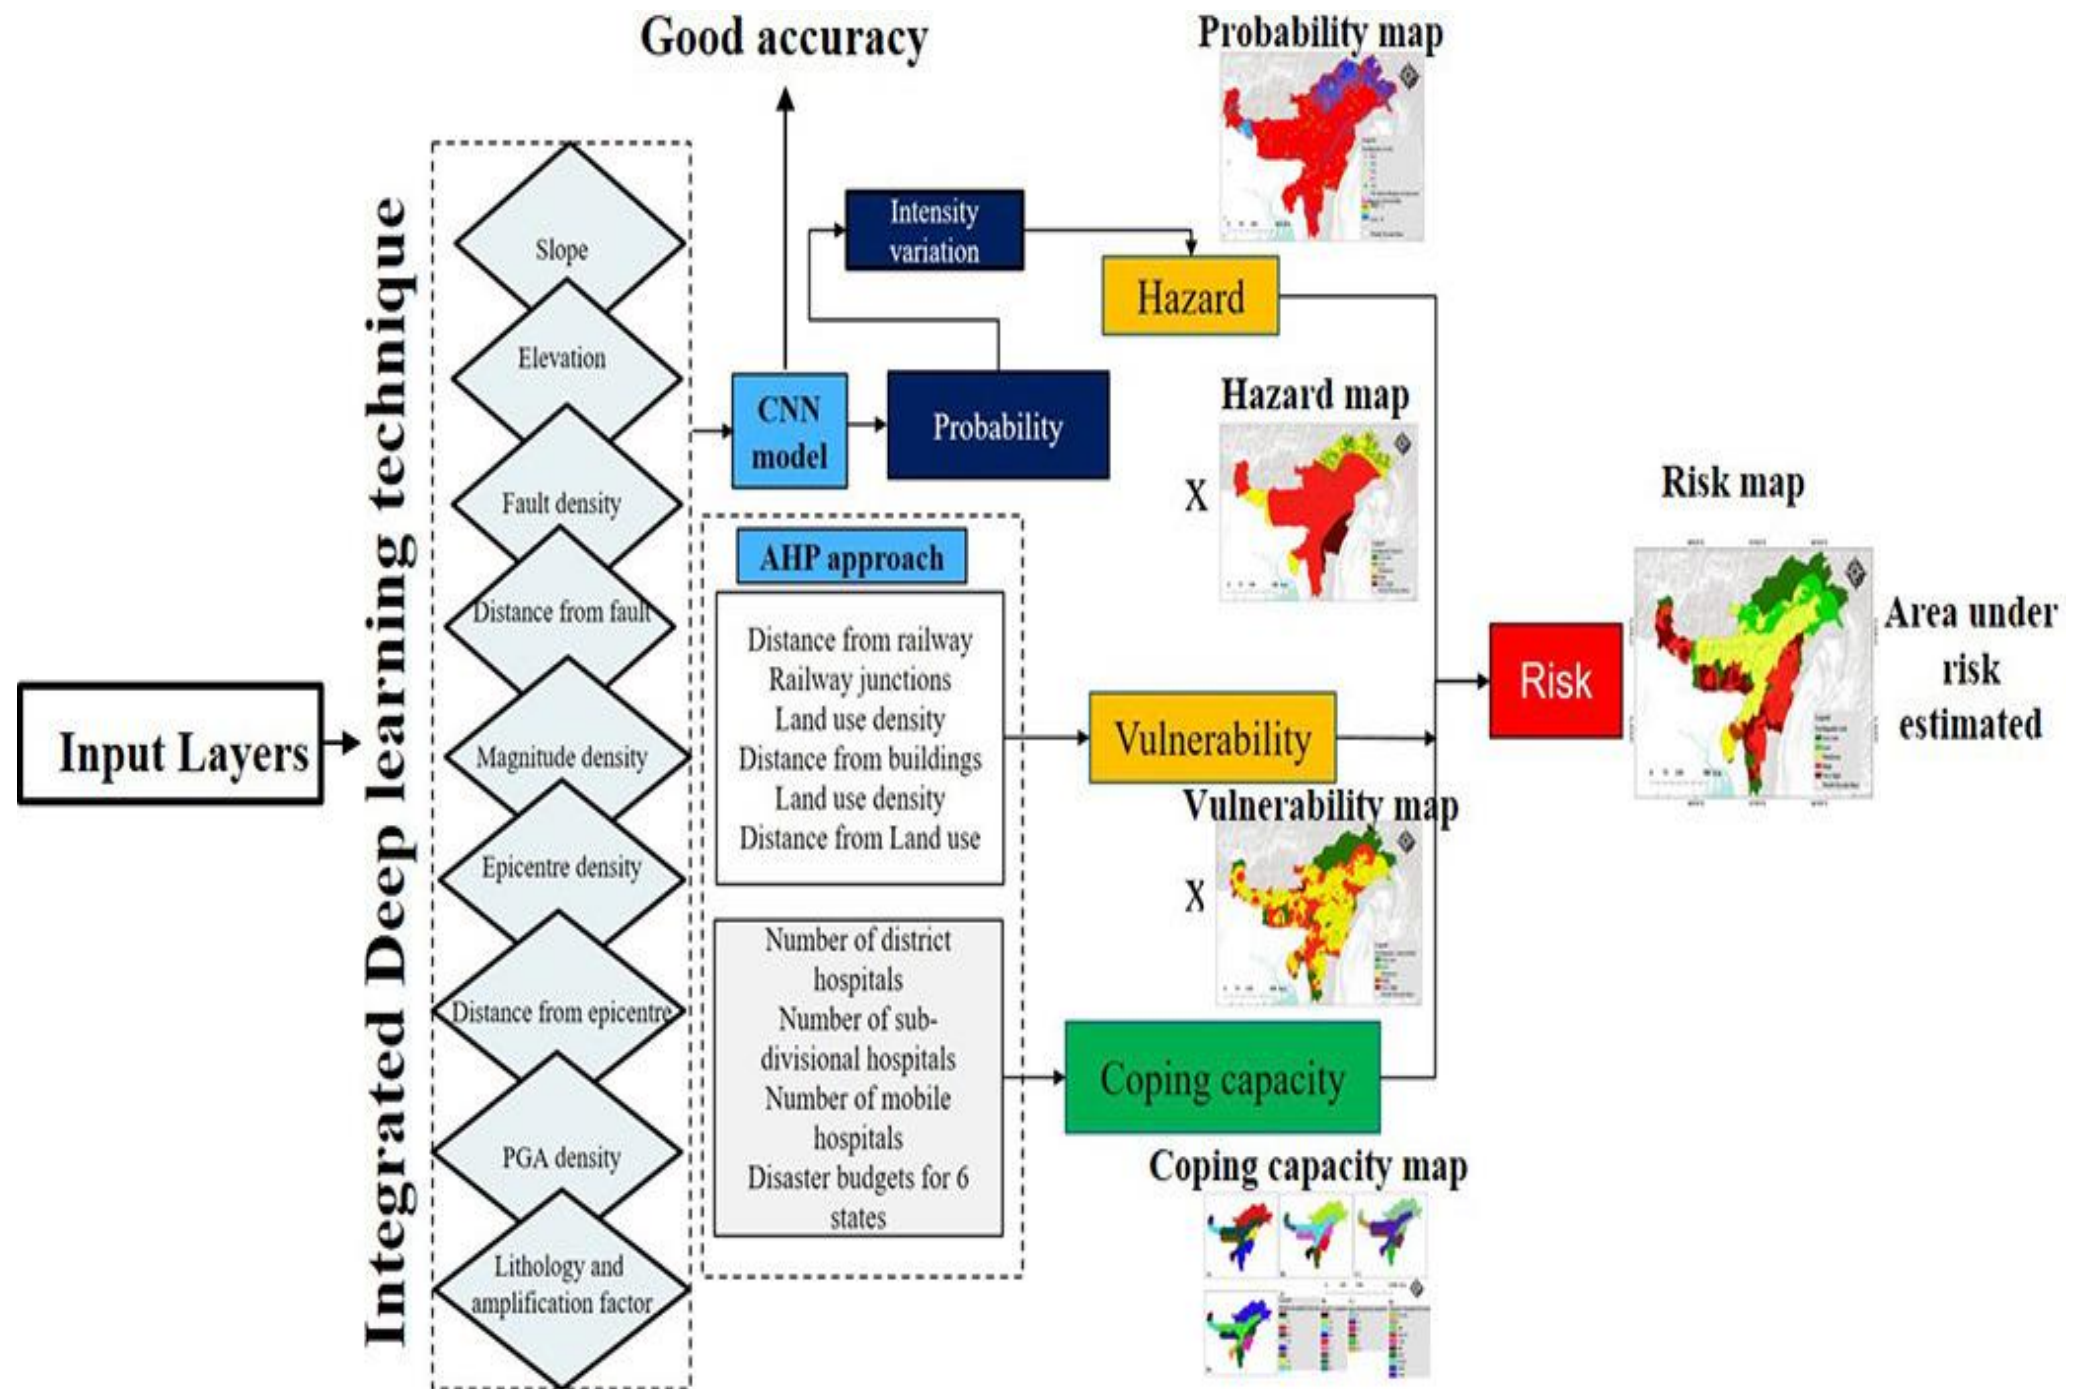 Good accuracy
Probability map
Integrated Deep learning technique
Input Layers
Slope
Elevation
Fault density
Distance from fault
Magnitude density
Epicentre density
Distance from epicentre
PGA density
Lithology and
amplification factor
CNN
model
Probability
Intensity
variation
Hazard
AHP approach
Distance from railway
Railway junctions
Land use density
Distance from buildings
Land use density
Distance from Land use
Number of district
hospitals
Number of sub-
divisional hospitals
Number of mobile
hospitals
Disaster budgets for 6
states
Hazard map
X
Vulnerability
Vulnerability map
X
Coping capacity
Coping capacity map
Risk
Risk map
Area under
risk
estimated